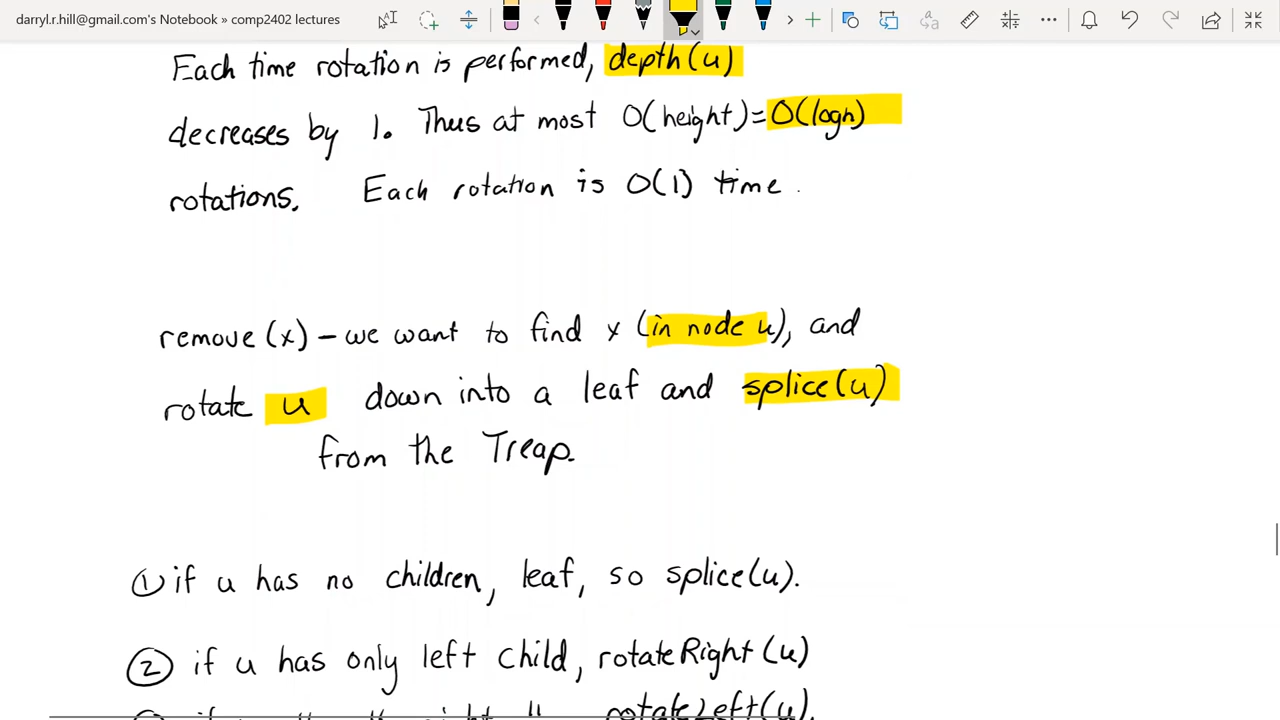 darryl.r.hill@gmail.com's Notebook » comp2402 lectures
Each time rotation is performed, depth(u)
decreases by 1. Thus at most O(height)=O(logn)
rotations. Each rotation is O(1) time.
remove(x) – we want to find x (in node u), and
rotate u down into a leaf and splice(u)
from the Treap.
① if u has no children, leaf, so splice(u).
② if u has only left child, rotateRight(u)
rotateLeft(u).